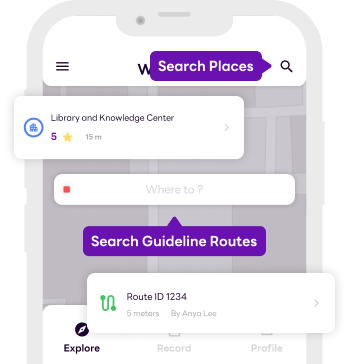 Search Places
Library and Knowledge Center
5
15 m
Where to ?
Search Guideline Routes
Route ID 1234
5 meters By Anya Lee
Explore Record Profile